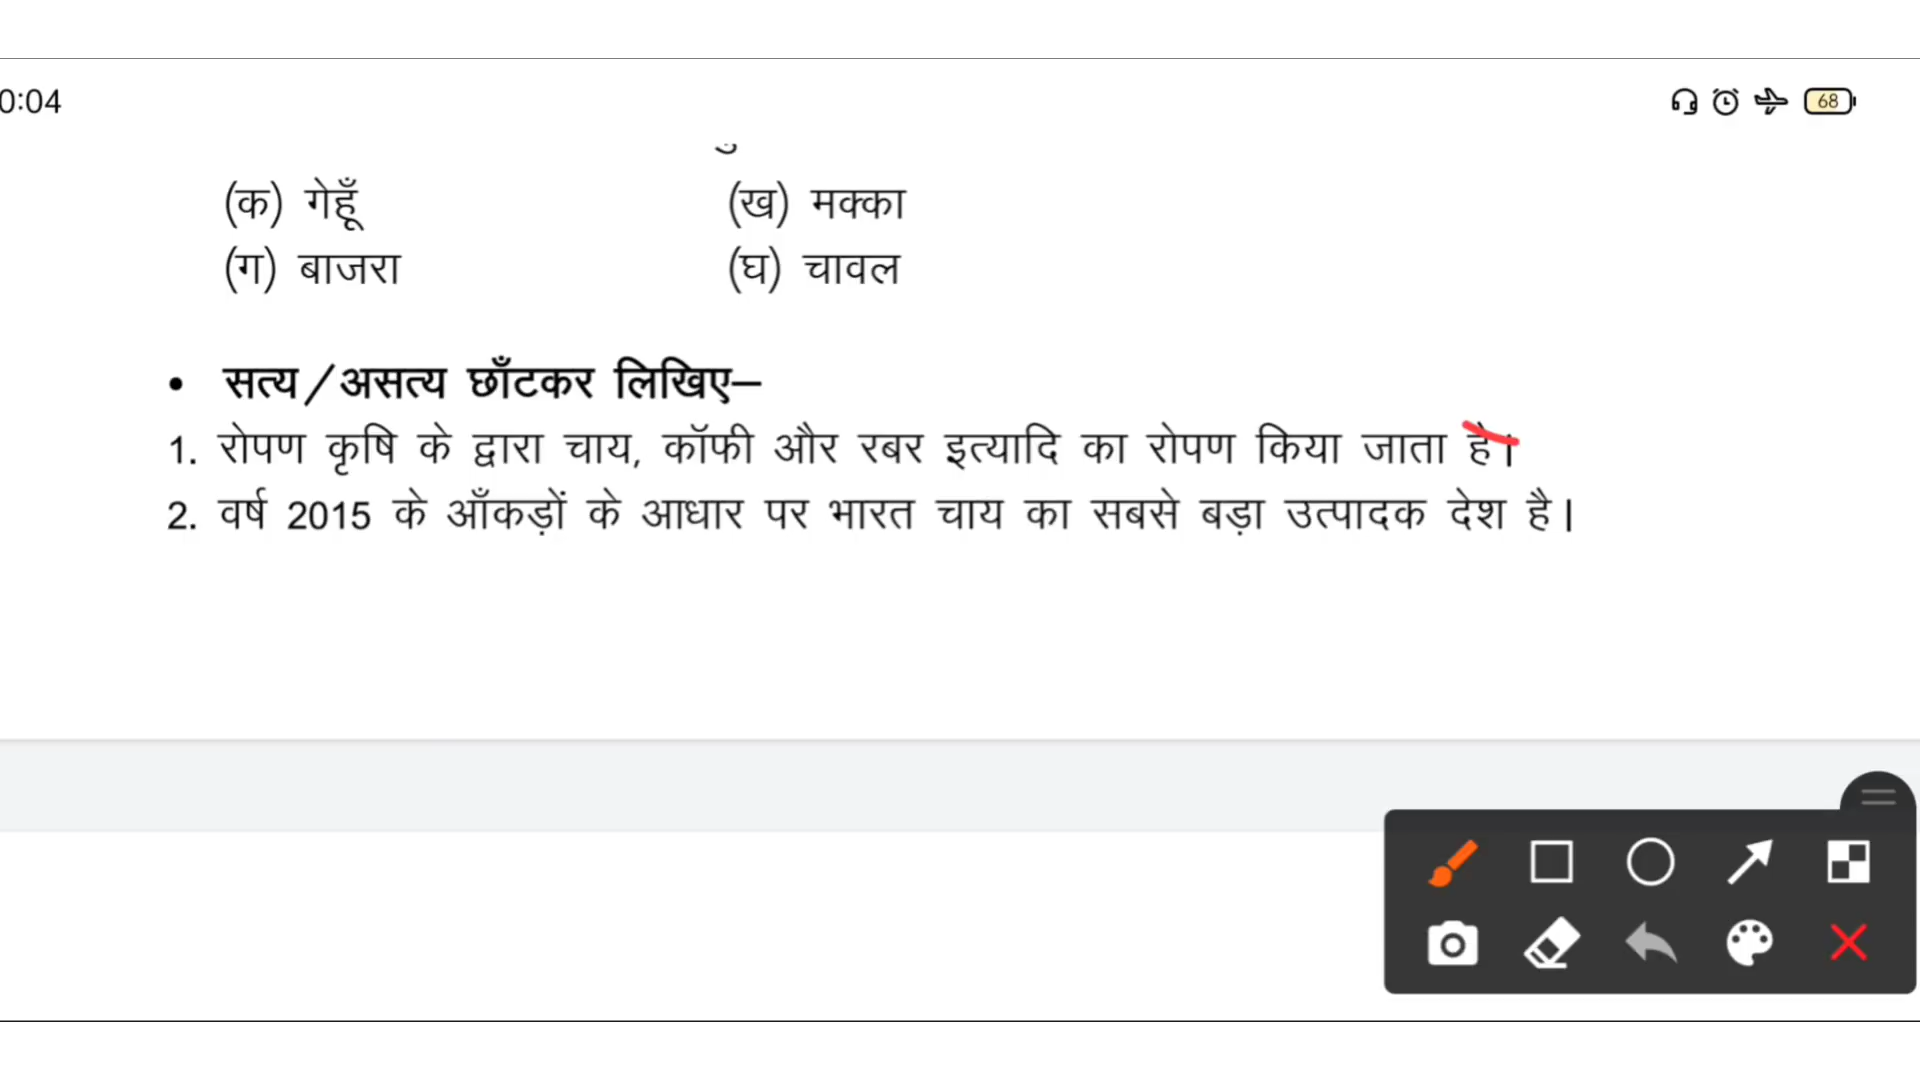 0:04
68
(क) गेहूँ (ख) मक्का
(ग) बाजरा (घ) चावल
• सत्य/असत्य छाँटकर लिखिए–
1. रोपण कृषि के द्वारा चाय, कॉफी और रबर इत्यादि का रोपण किया जाता है।
2. वर्ष 2015 के आँकड़ों के आधार पर भारत चाय का सबसे बड़ा उत्पादक देश है।